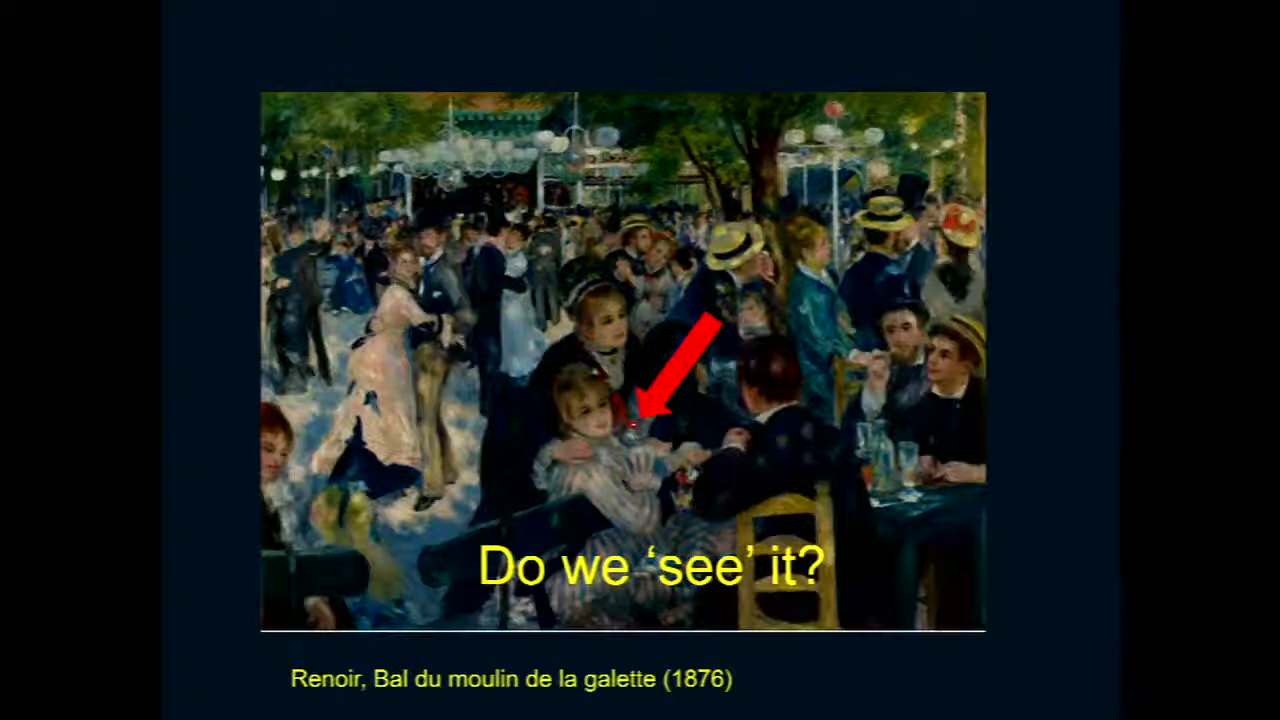 Do we ‘see’ it?
Renoir, Bal du moulin de la galette (1876)